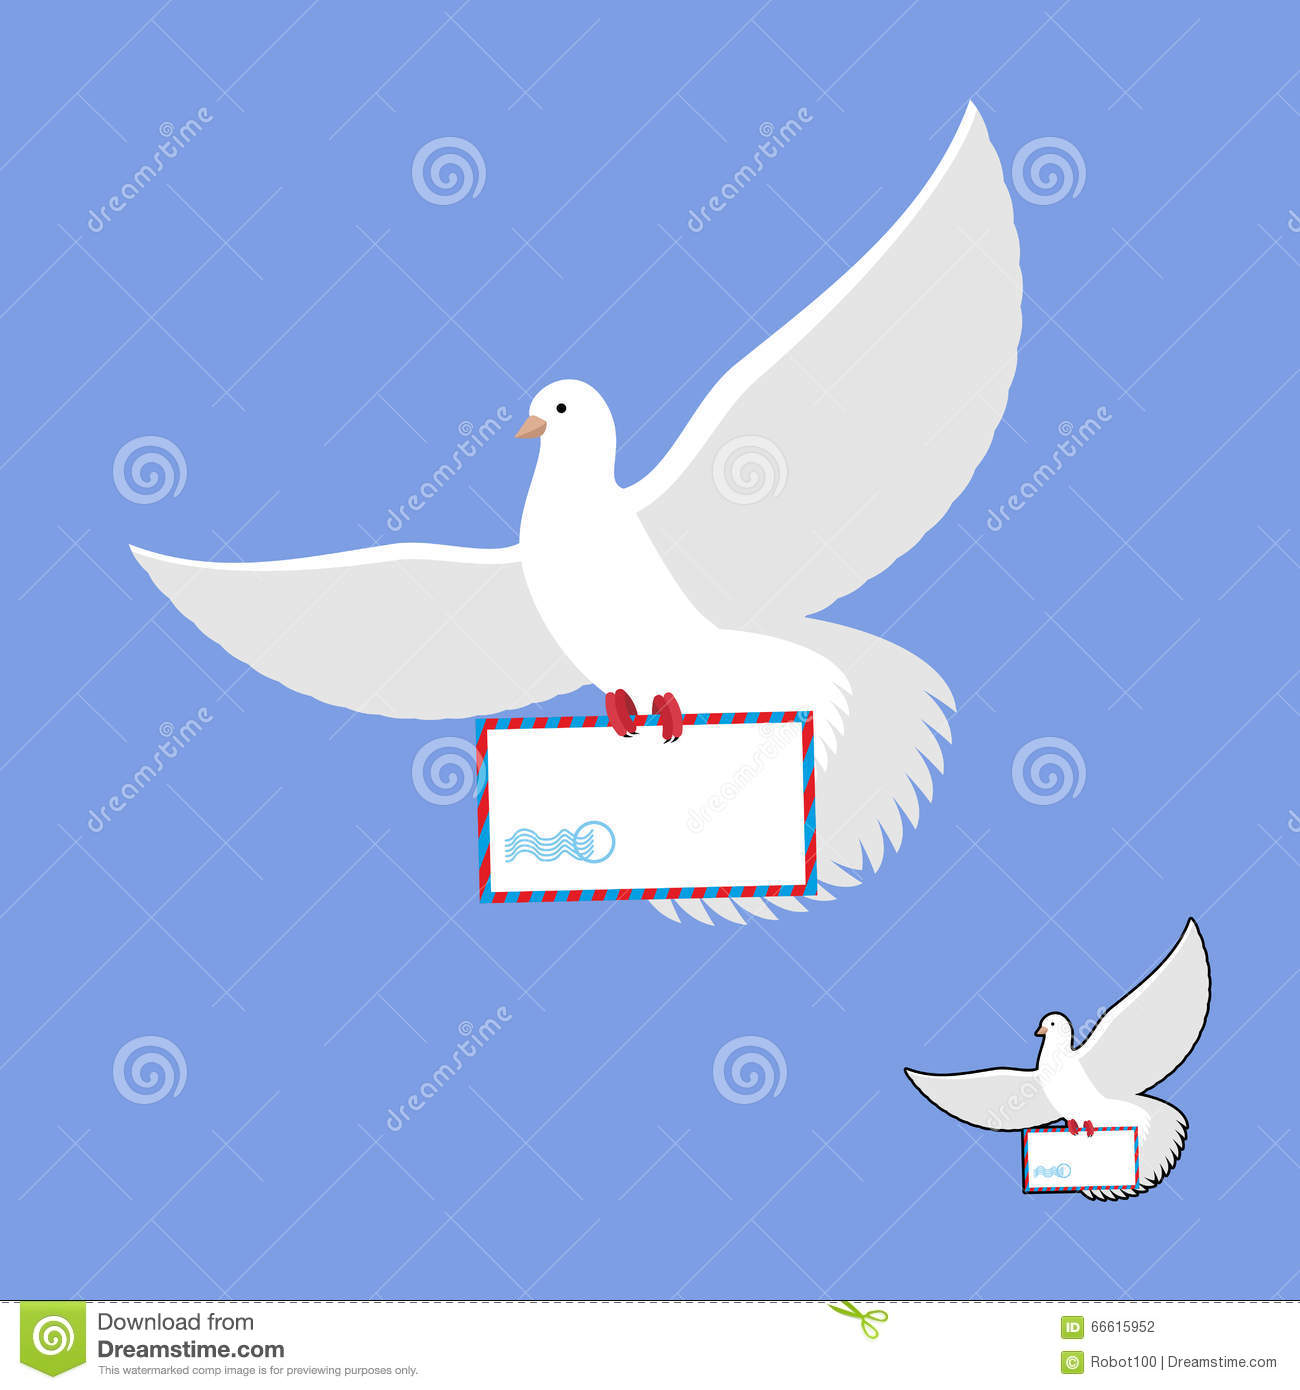 dreamstime
dreamstime
dreamstime
dreamstime
dreamstime
dreamstime
dreamstime
dreamstime
Download from
Dreamstime.com
This watermarked comp image is for previewing purposes only.
ID 66615952
© Robot100 | Dreamstime.com